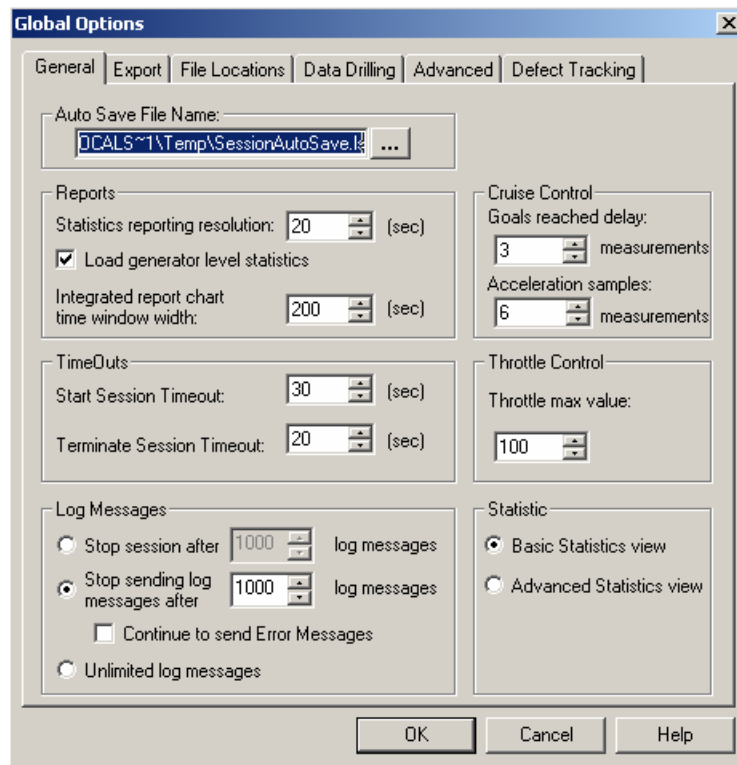 Global Options
General Export File Locations Data Drilling Advanced Defect Tracking
Auto Save File Name:
OCALS~1\Temp\SessionAutoSave.ls ...
Reports
Statistics reporting resolution: 20 (sec)
Load generator level statistics
Integrated report chart
time window width: 200 (sec)
Cruise Control
Goals reached delay:
3 measurements
Acceleration samples:
6 measurements
TimeOuts
Start Session Timeout: 30 (sec)
Terminate Session Timeout: 20 (sec)
Throttle Control
Throttle max value:
100
Log Messages
Stop session after 1000 log messages
Stop sending log
messages after 1000 log messages
Continue to send Error Messages
Unlimited log messages
Statistic
Basic Statistics view
Advanced Statistics view
OK Cancel Help